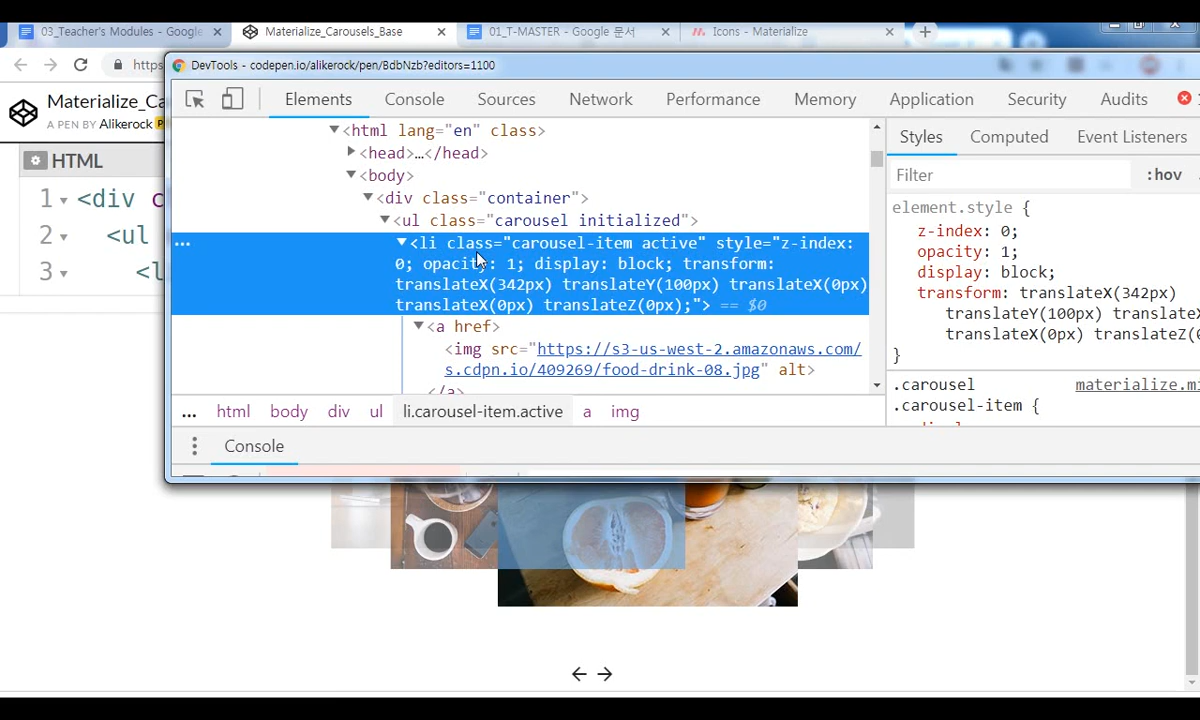 03_Teacher's Modules - Google
Materialize_Carousels_Base
01_T-MASTER - Google 문서
Icons - Materialize
https
DevTools - codepen.io/alikerock/pen/BdbNzb?editors=1100
Materialize_Ca
A PEN BY Alikerock
Elements Console Sources Network Performance Memory Application Security Audits
HTML
1 <div c
2 <ul
3 <l
<html lang="en" class>
<head>…</head>
<body>
<div class="container">
<ul class="carousel initialized">
... <li class="carousel-item active" style="z-index:
0; opacity: 1; display: block; transform:
translateX(342px) translateY(100px) translateX(0px)
translateX(0px) translateZ(0px);"> == $0
<a href>
<img src="https://s3-us-west-2.amazonaws.com/
s.cdpn.io/409269/food-drink-08.jpg" alt>
</a>
... html body div ul li.carousel-item.active a img
Console
Styles Computed Event Listeners
Filter :hov
element.style {
z-index: 0;
opacity: 1;
display: block;
transform: translateX(342px)
translateY(100px) translateX
translateX(0px) translateZ(0
}
.carousel materialize.m
.carousel-item {